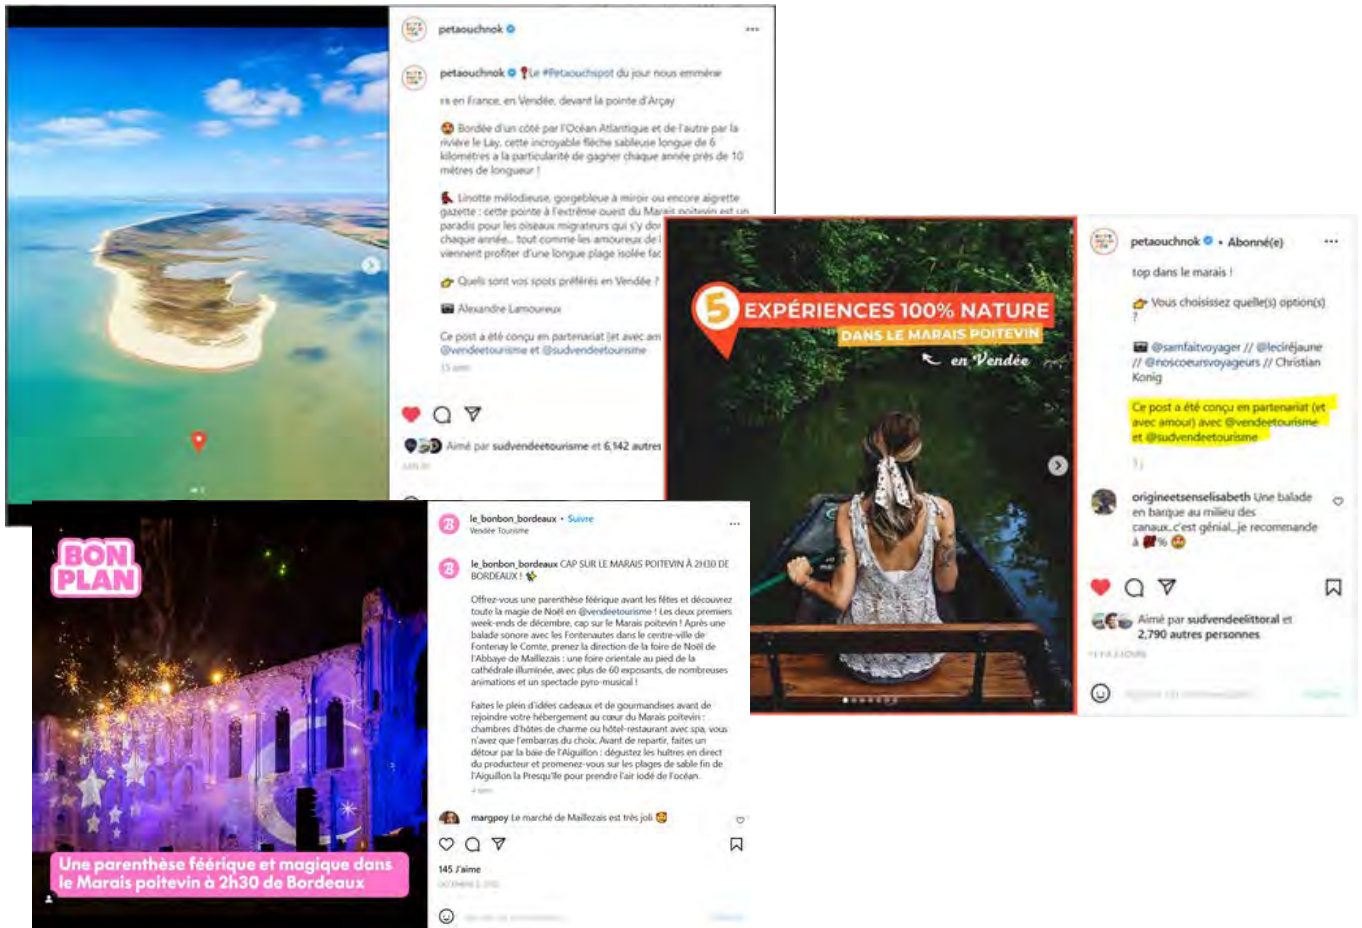 petaouchnok
petaouchnok Le #Petaouchspot du jour nous emmène
en France, en Vendée, devant la pointe d'Arçay
Bordée d'un côté par l'Océan Atlantique et de l'autre par la
rivière le Lay, cette incroyable flèche sableuse longue de 6
kilomètres a la particularité de gagner chaque année près de 10
mètres de longueur !
Linotte mélodieuse, gorgebleue à miroir ou encore aigrette
gazette : cette pointe à l'extrême ouest du Marais poitevin est un
paradis pour les oiseaux migrateurs qui s'y
chaque année... tout comme les amoureux de
viennent profiter d'une longue plage isolée
Quels sont vos spots préférés en Vendée ?
Alexandre Lamoureux
Ce post a été conçu en partenariat (et avec am
@vendeetourisme et @sudvendeetourisme
Aimé par sudvendeetourisme et 6,142 autres
5 EXPÉRIENCES 100% NATURE
DANS LE MARAIS POITEVIN
en Vendée
petaouchnok • Abonné(e)
top dans le marais !
Vous choisissez quelle(s) option(s)
?
@samfaitvoyager // @leciréjaune
// @noscoeursvoyageurs // Christian
Konig
Ce post a été conçu en partenariat (et
avec amour) avec @vendeetourisme
et @sudvendeetourisme
3 j
origineetsenselisabeth Une balade
en barque au milieu des
canaux..c'est génial...je recommande
à %
Aimé par sudvendeelittoral et
2,790 autres personnes
IL Y A 3 JOURS
BON
PLAN
Une parenthèse féérique et magique dans
le Marais poitevin à 2h30 de Bordeaux
le_bonbon_bordeaux • Suivre
Vendée Tourisme
le_bonbon_bordeaux CAP SUR LE MARAIS POITEVIN À 2H30 DE
BORDEAUX !
Offrez-vous une parenthèse féérique avant les fêtes et découvrez
toute la magie de Noël en @vendeetourisme ! Les deux premiers
week-ends de décembre, cap sur le Marais poitevin ! Après une
balade sonore avec les Fontenautes dans le centre-ville de
Fontenay le Comte, prenez la direction de la foire de Noël de
l'Abbaye de Maillezais : une foire orientale au pied de la
cathédrale illuminée, avec plus de 60 exposants, de nombreuses
animations et un spectacle pyro-musical !
Faites le plein d'idées cadeaux et de gourmandises avant de
rejoindre votre hébergement au cœur du Marais poitevin :
chambres d'hôtes de charme ou hôtel-restaurant avec spa, vous
n'avez que l'embarras du choix. Avant de repartir, faites un
détour par la baie de l'Aiguillon : dégustez les huîtres en direct
du producteur et promenez-vous sur les plages de sable fin de
l'Aiguillon la Presqu'île pour prendre l'air iodé de l'océan.
margpoy Le marché de Maillezais est très joli
145 J'aime